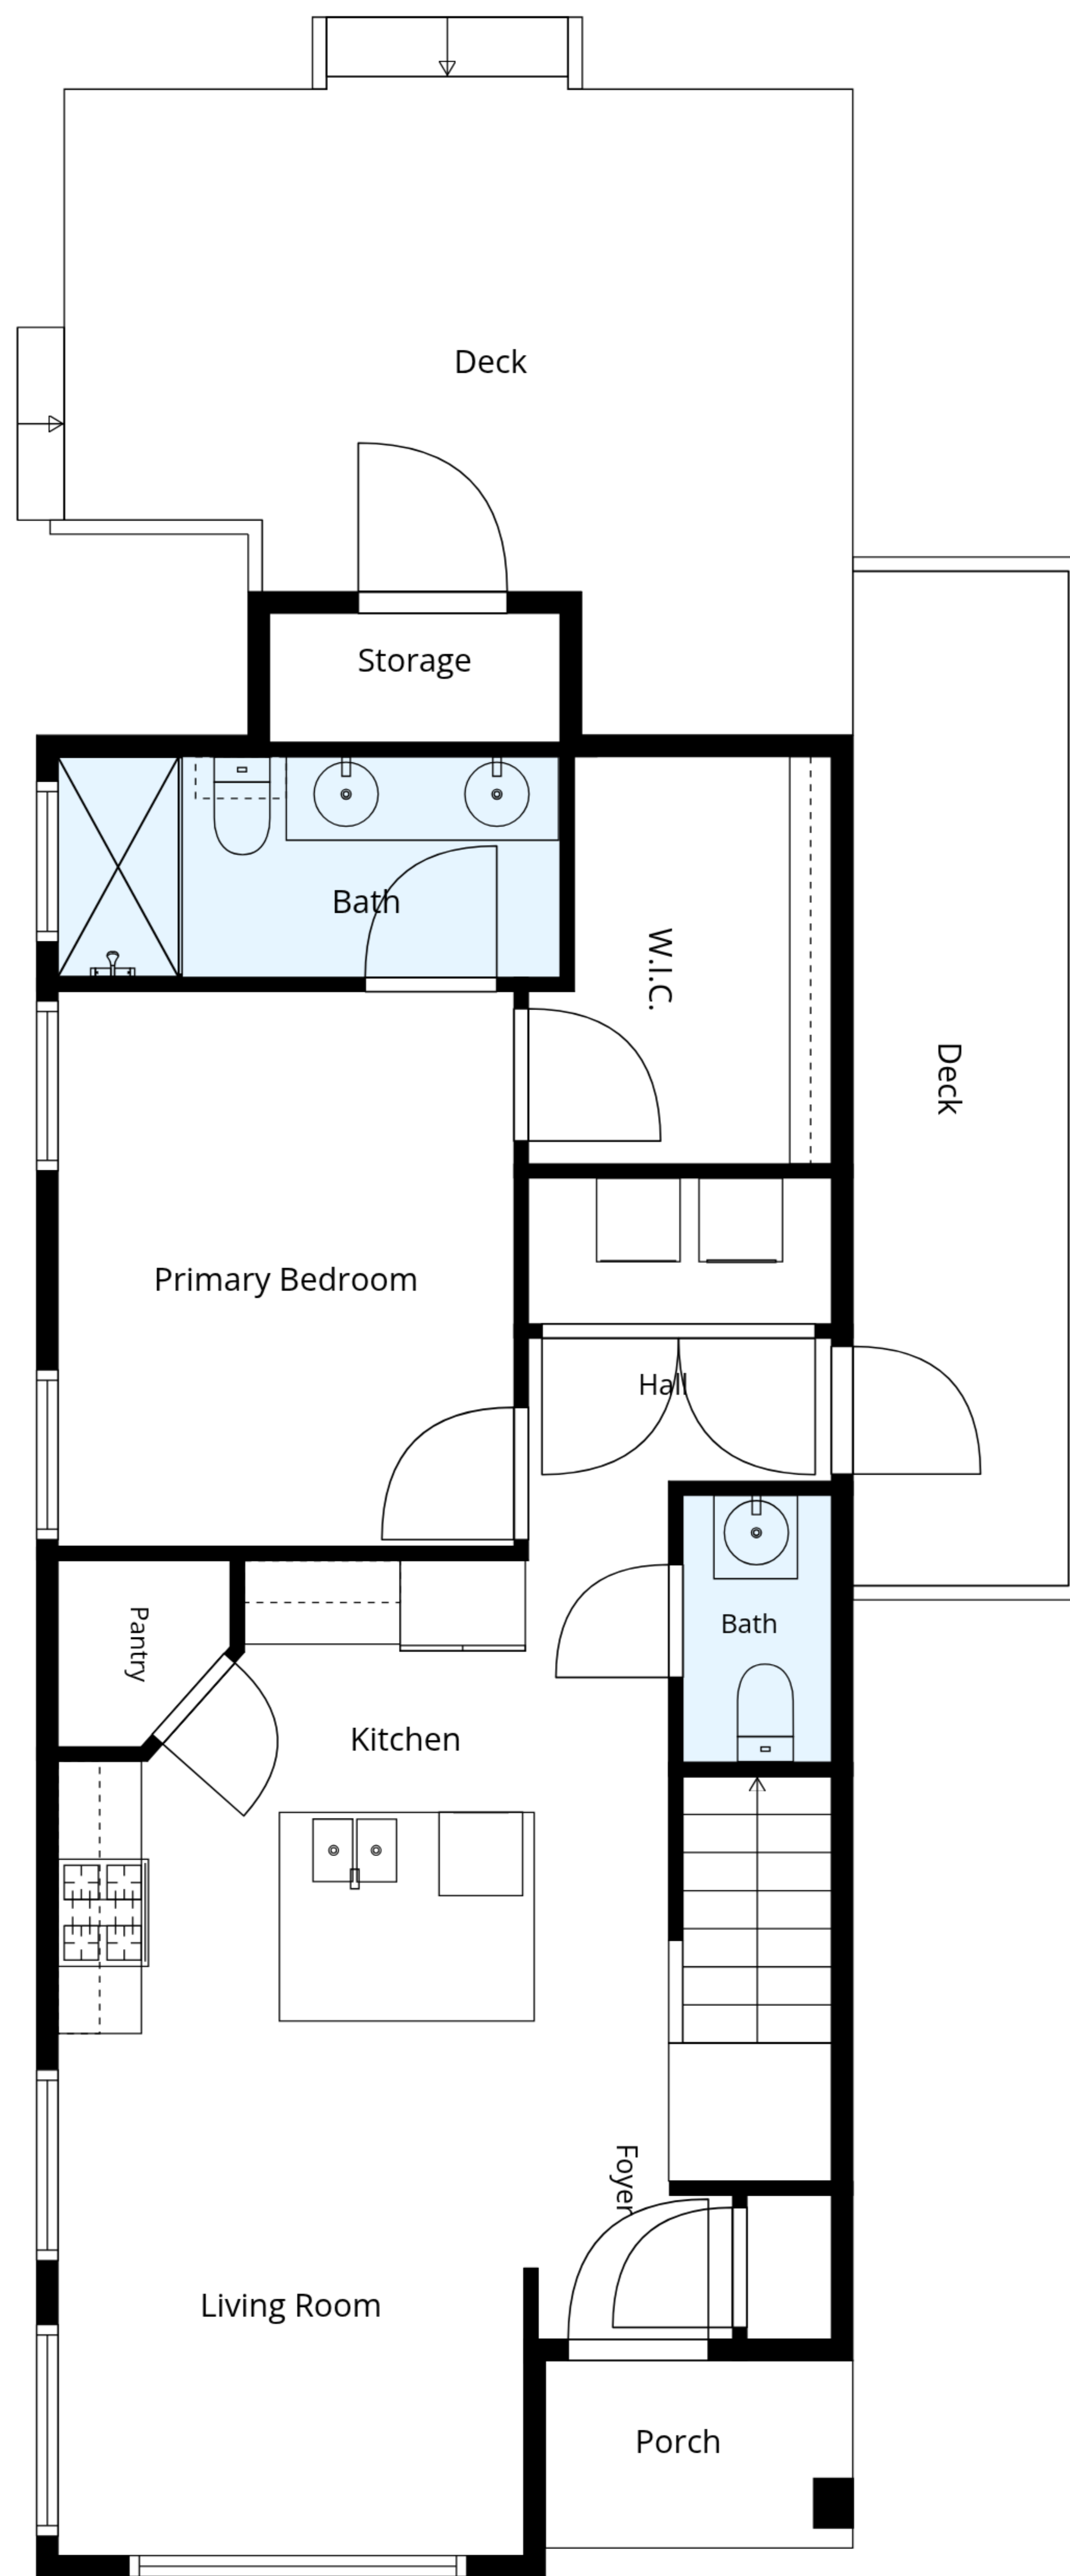 Deck
Storage
Bath
W.I.C.
Deck
Primary Bedroom
Hall
Pantry
Bath
Kitchen
Foyer
Living Room
Porch